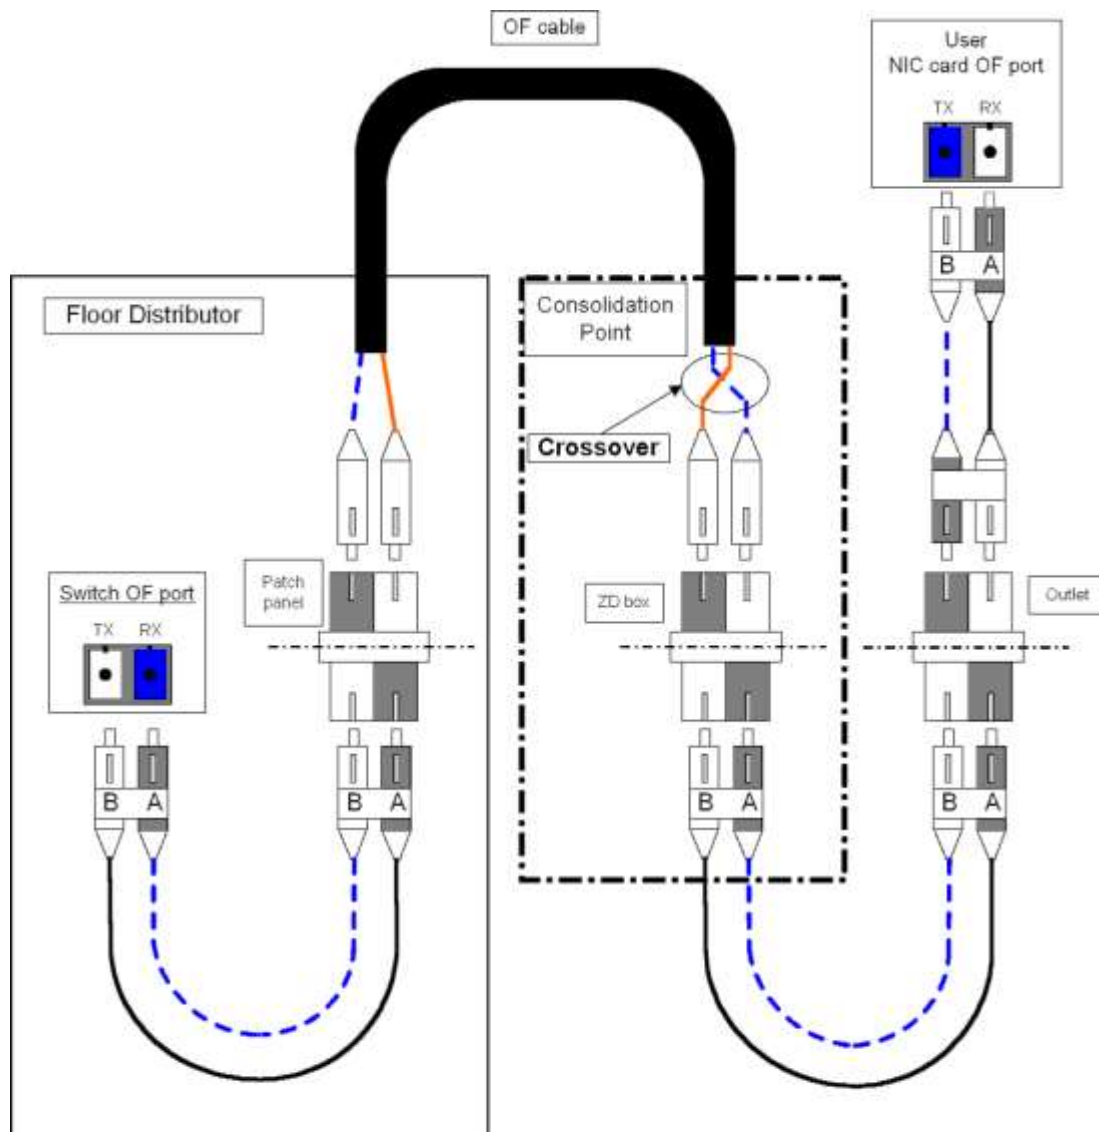 OF cable
User
NIC card OF port
TX RX
B A
Floor Distributor
Consolidation
Point
Crossover
Patch
panel
ZD box
Outlet
Switch OF port
TX RX
B A
B A
B A
B A